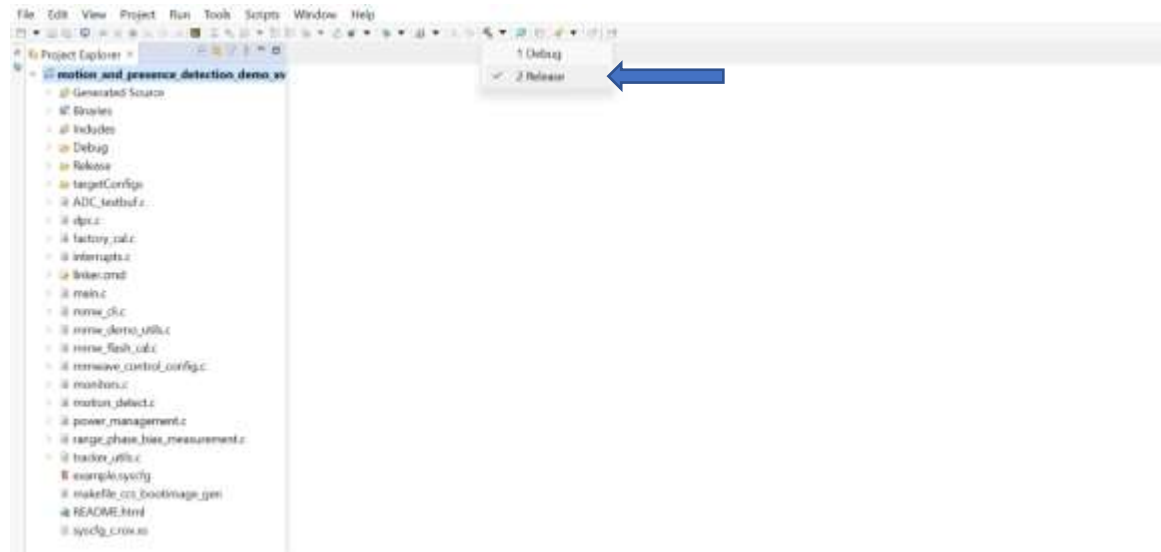 File Edit View Project Run Tools Scripts Window Help
Project Explorer
1 Debug
2 Release
motion_and_presence_detection_demo_xw
Generated Source
Binaries
Includes
Debug
Release
targetConfigs
ADC_testbuf.c
dpc.c
factory_cal.c
interrupts.c
linker.cmd
main.c
mmw_cli.c
mmw_demo_utils.c
mmw_flash_cal.c
mmwave_control_config.c
monitors.c
motion_detect.c
power_management.c
range_phase_bias_measurement.c
tracker_utils.c
example.syscfg
makefile_ccs_bootimage_gen
README.html
syscfg_c.rov.xs